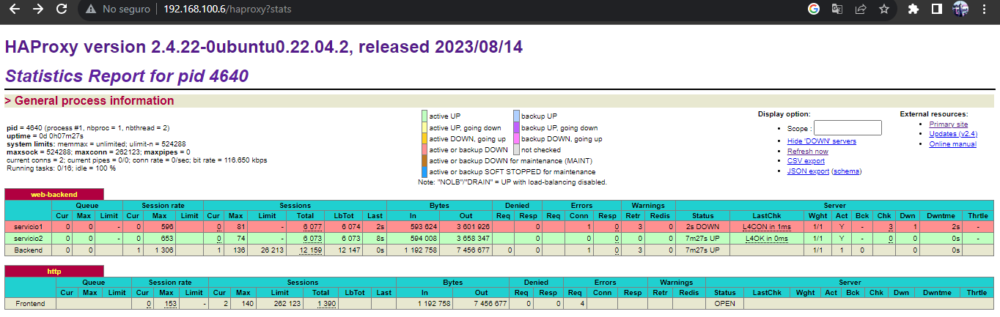 No seguro | 192.168.100.6/haproxy?stats
HAProxy version 2.4.22-0ubuntu0.22.04.2, released 2023/08/14
Statistics Report for pid 4640
> General process information
pid = 4640 (process #1, nbproc = 1, nbthread = 2)
uptime = 0d 0h07m27s
system limits: memmax = unlimited; ulimit-n = 524288
maxsock = 524288; maxconn = 262123; maxpipes = 0
current conns = 2; current pipes = 0/0; conn rate = 0/sec; bit rate = 116.650 kbps
Running tasks: 0/16; idle = 100 %
active UP backup UP
active UP, going down backup UP, going down
active DOWN, going up backup DOWN, going up
active or backup DOWN not checked
active or backup DOWN for maintenance (MAINT)
active or backup SOFT STOPPED for maintenance
Note: "NOLB"/"DRAIN" = UP with load-balancing disabled.
Display option:
Scope :
Hide 'DOWN' servers
Refresh now
CSV export
JSON export (schema)
External resources:
Primary site
Updates (v2.4)
Online manual
web-backend
Queue Session rate Sessions Bytes Denied Errors Warnings Server
Cur Max Limit Cur Max Limit Cur Max Limit Total LbTot Last In Out Req Resp Req Conn Resp Retr Redis Status LastChk Wght Act Bck Chk Dwn Dwntme Thrtle
servicio1 0 0 - 0 596 0 81 - 6 077 6 074 2s 593 624 3 601 926 0 1 0 3 0 2s DOWN L4CON in 1ms 1/1 Y - 3 1 2s -
servicio2 0 0 - 0 653 0 74 - 6 073 6 073 8s 594 008 3 658 347 0 0 0 0 0 7m27s UP L4OK in 0ms 1/1 Y - 0 0 0s -
Backend 0 0 1 1 306 1 136 26 213 12 159 12 147 0s 1 192 758 7 456 677 0 0 1 0 3 0 7m27s UP 1/1 1 0 0 0s
http
Queue Session rate Sessions Bytes Denied Errors Warnings Server
Cur Max Limit Cur Max Limit Cur Max Limit Total LbTot Last In Out Req Resp Req Conn Resp Retr Redis Status LastChk Wght Act Bck Chk Dwn Dwntme Thrtle
Frontend 0 153 - 2 140 262 123 1 390 1 192 758 7 456 677 0 0 4 OPEN